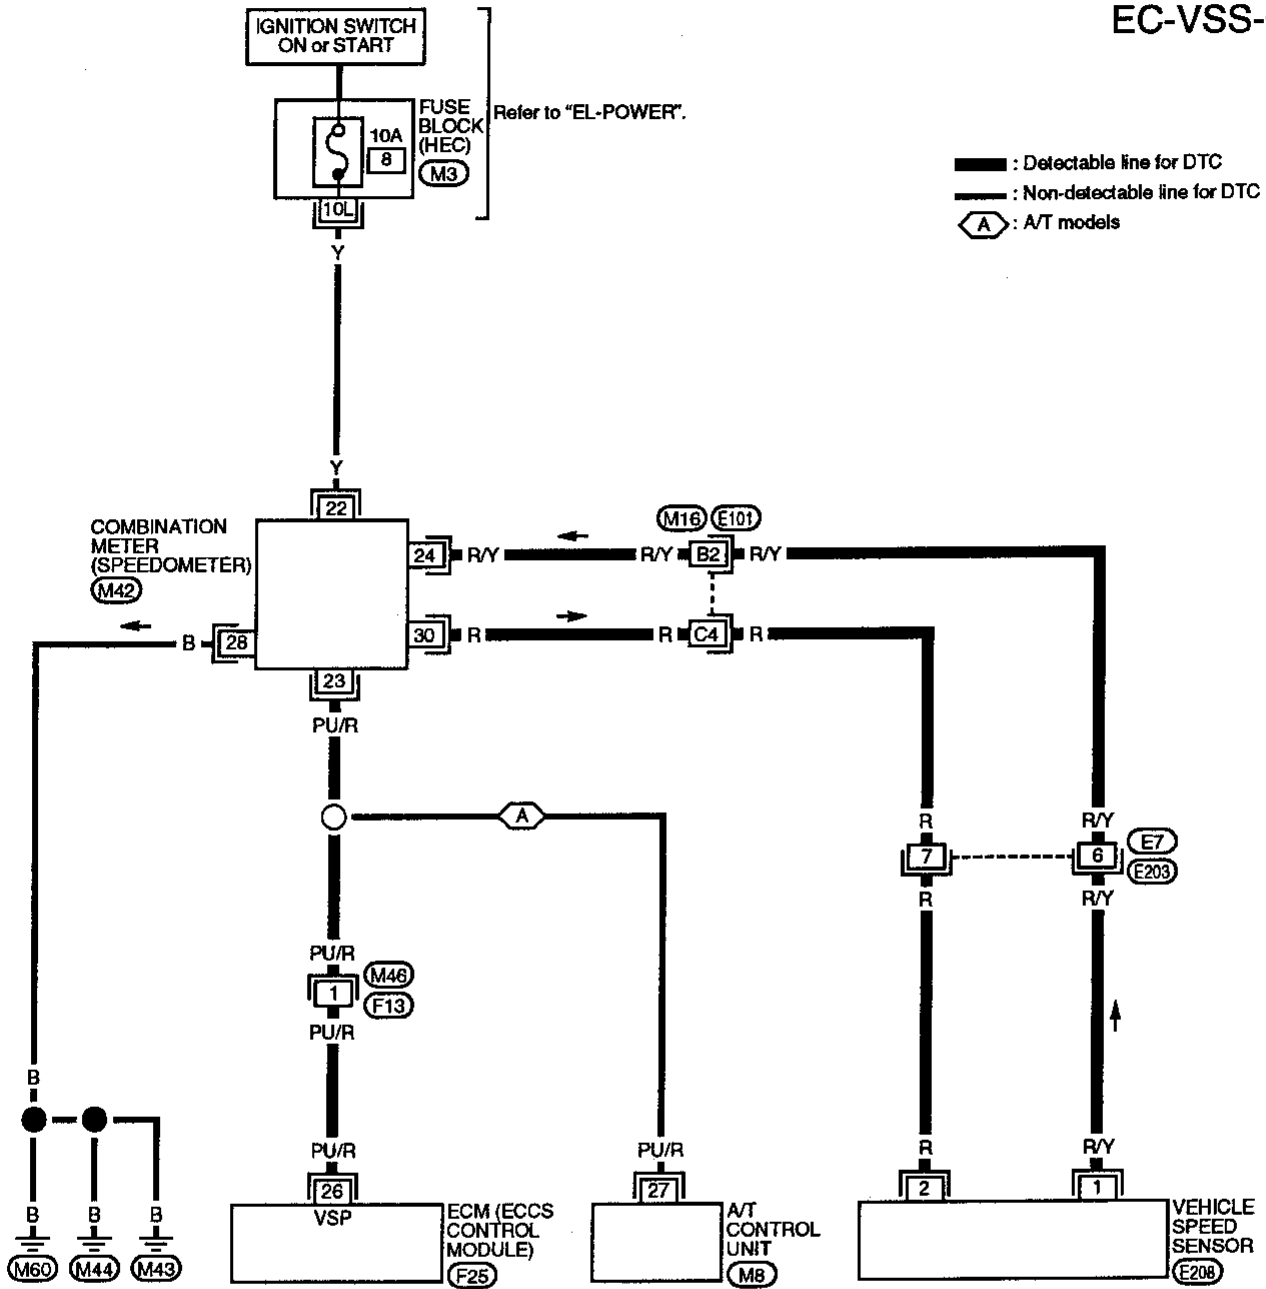 EC-VSS-
IGNITION SWITCH
ON or START
FUSE
BLOCK
(HEC)
M3
10A
8
10L
Refer to "EL-POWER".
: Detectable line for DTC
: Non-detectable line for DTC
A : A/T models
Y
Y
22
COMBINATION
METER
(SPEEDOMETER)
M42
24 R/Y R/Y B2 R/Y
M16 E101
30 R R C4 R
B 28
23
PU/R
A
R R/Y
7 6
E7
E203
R R/Y
PU/R
1
M46
F13
PU/R
B
PU/R PU/R R R/Y
26 27 2 1
VSP
ECM (ECCS
CONTROL
MODULE)
F25
A/T
CONTROL
UNIT
M8
VEHICLE
SPEED
SENSOR
E208
B B B
M60 M44 M43